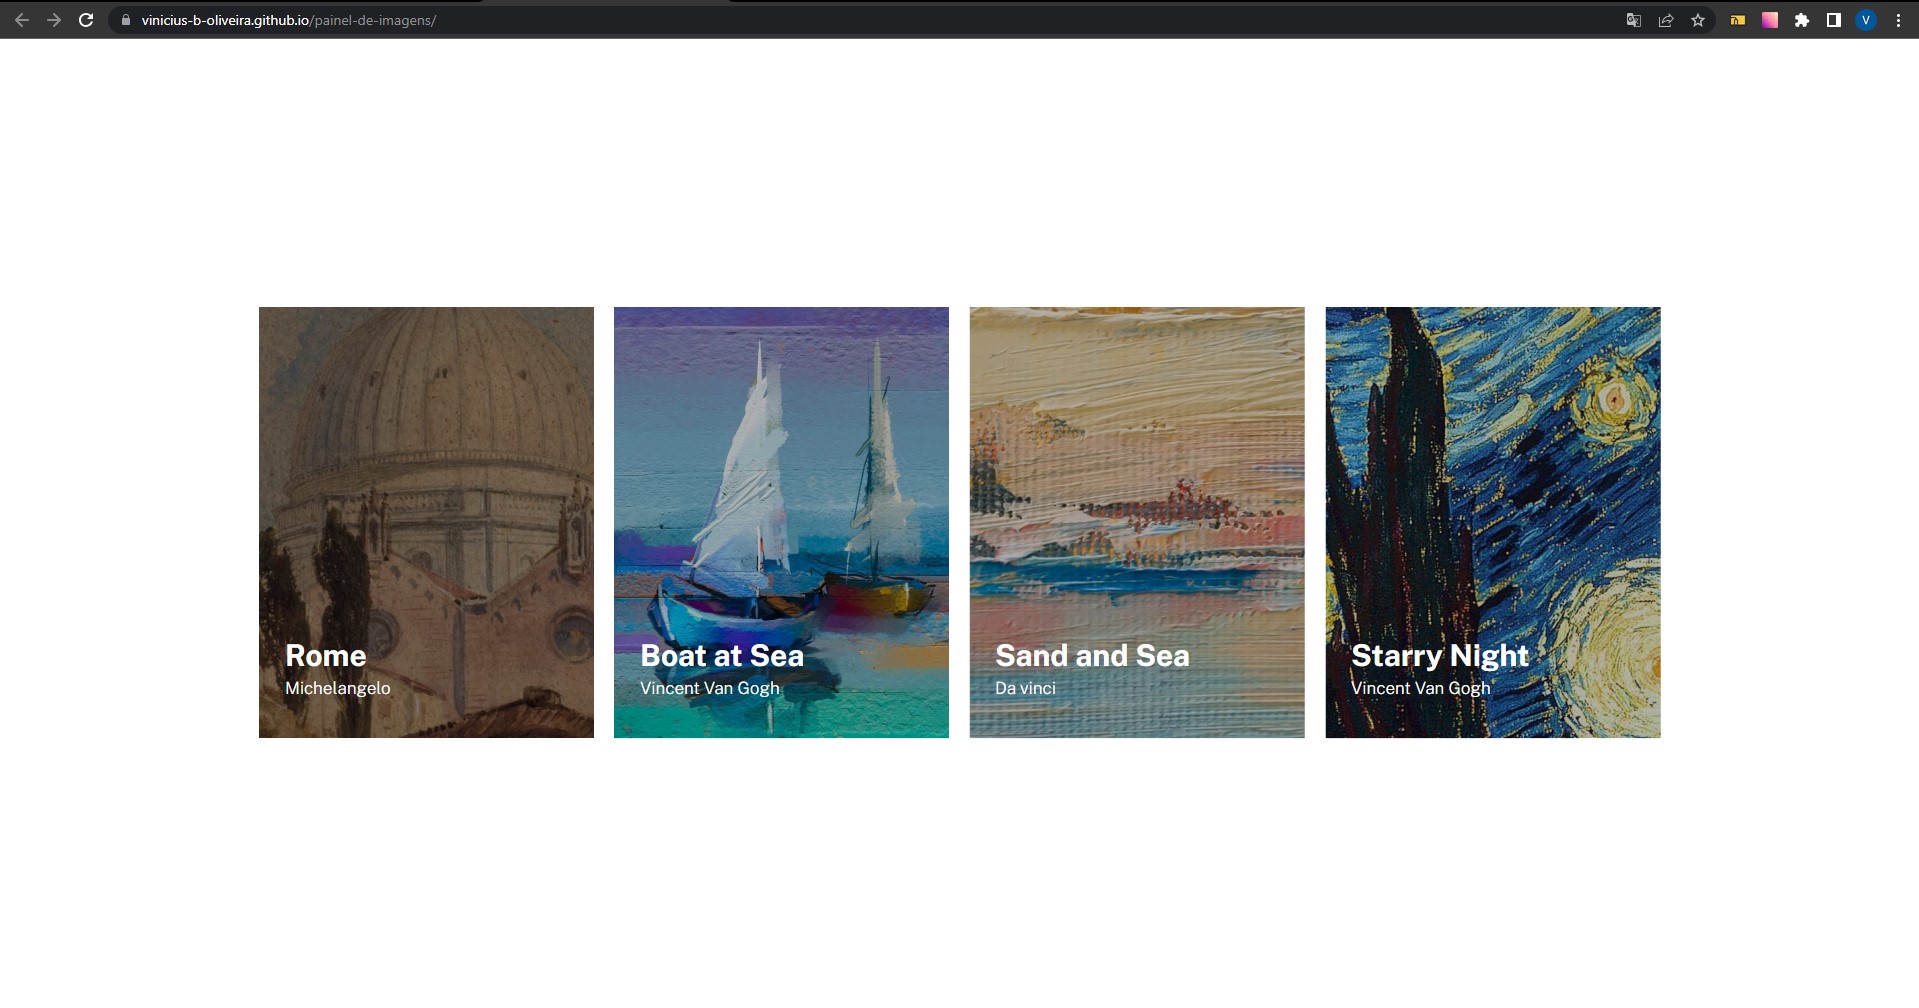 vinicius-b-oliveira.github.io/painel-de-imagens/
V
Rome
Michelangelo
Boat at Sea
Vincent Van Gogh
Sand and Sea
Da vinci
Starry Night
Vincent Van Gogh